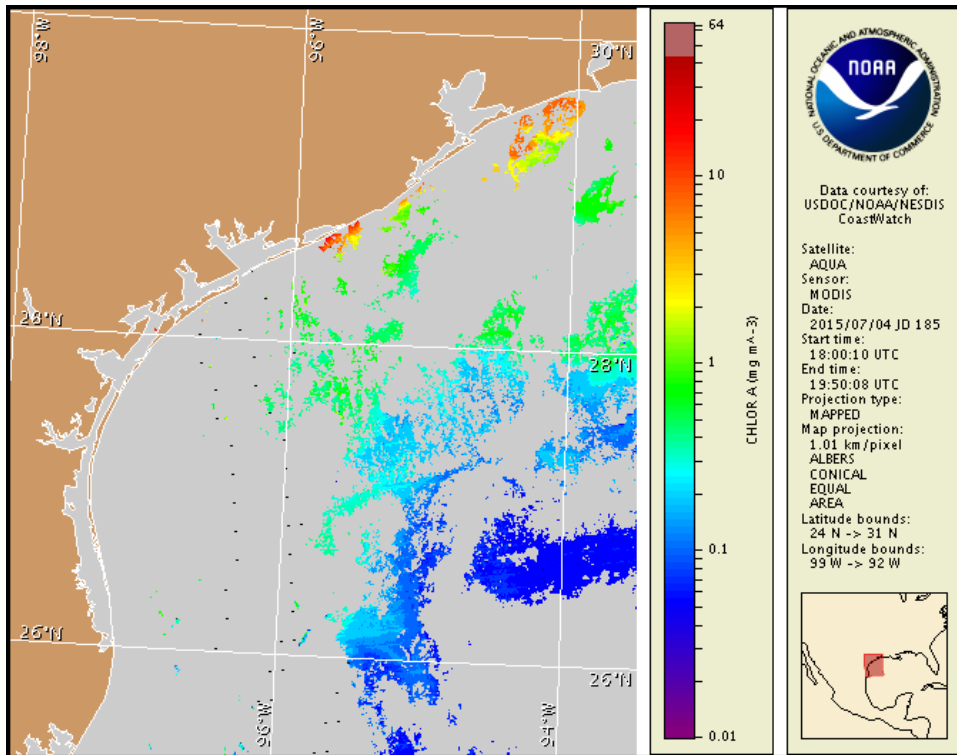 98°W
96°W
30°N
28°N
28°N
26°N
26°N
96°W
94°W
64
10
1
0.1
0.01
CHLOR A (mg m^-3)
NATIONAL OCEANIC AND ATMOSPHERIC ADMINISTRATION
NOAA
U.S. DEPARTMENT OF COMMERCE
Data courtesy of:
USDOC/NOAA/NESDIS
CoastWatch
Satellite:
AQUA
Sensor:
MODIS
Date:
2015/07/04 JD 185
Start time:
18:00:10 UTC
End time:
19:50:08 UTC
Projection type:
MAPPED
Map projection:
1.01 km/pixel
ALBERS
CONICAL
EQUAL
AREA
Latitude bounds:
24 N -> 31 N
Longitude bounds:
99 W -> 92 W